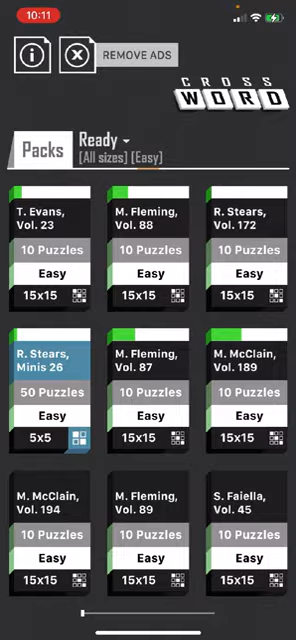 10:11
REMOVE ADS
CROSS
WORD
Packs
Ready
[All sizes] [Easy]
T. Evans,
Vol. 23
10 Puzzles
Easy
15x15
M. Fleming,
Vol. 88
10 Puzzles
Easy
15x15
R. Stears,
Vol. 172
10 Puzzles
Easy
15x15
R. Stears,
Minis 26
50 Puzzles
Easy
5x5
M. Fleming,
Vol. 87
10 Puzzles
Easy
15x15
M. McClain,
Vol. 189
10 Puzzles
Easy
15x15
M. McClain,
Vol. 194
10 Puzzles
Easy
15x15
M. Fleming,
Vol. 89
10 Puzzles
Easy
15x15
S. Faiella,
Vol. 45
10 Puzzles
Easy
15x15